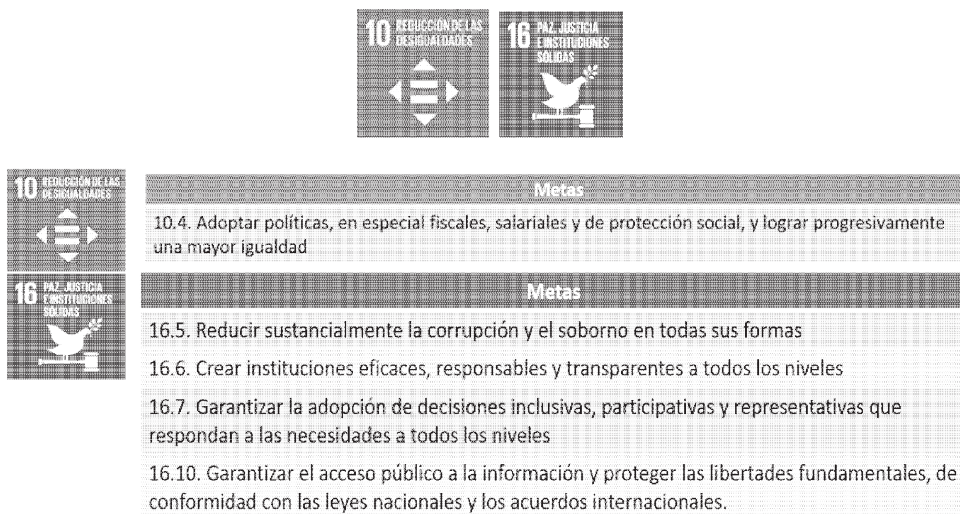 10 REDUCCIÓN DE LAS
DESIGUALDADES
16 PAZ, JUSTICIA
E INSTITUCIONES
SÓLIDAS
10 REDUCCIÓN DE LAS
DESIGUALDADES
Metas
10.4. Adoptar políticas, en especial fiscales, salariales y de protección social, y lograr progresivamente
una mayor igualdad
16 PAZ, JUSTICIA
E INSTITUCIONES
SÓLIDAS
Metas
16.5. Reducir sustancialmente la corrupción y el soborno en todas sus formas
16.6. Crear instituciones eficaces, responsables y transparentes a todos los niveles
16.7. Garantizar la adopción de decisiones inclusivas, participativas y representativas que
respondan a las necesidades a todos los niveles
16.10. Garantizar el acceso público a la información y proteger las libertades fundamentales, de
conformidad con las leyes nacionales y los acuerdos internacionales.